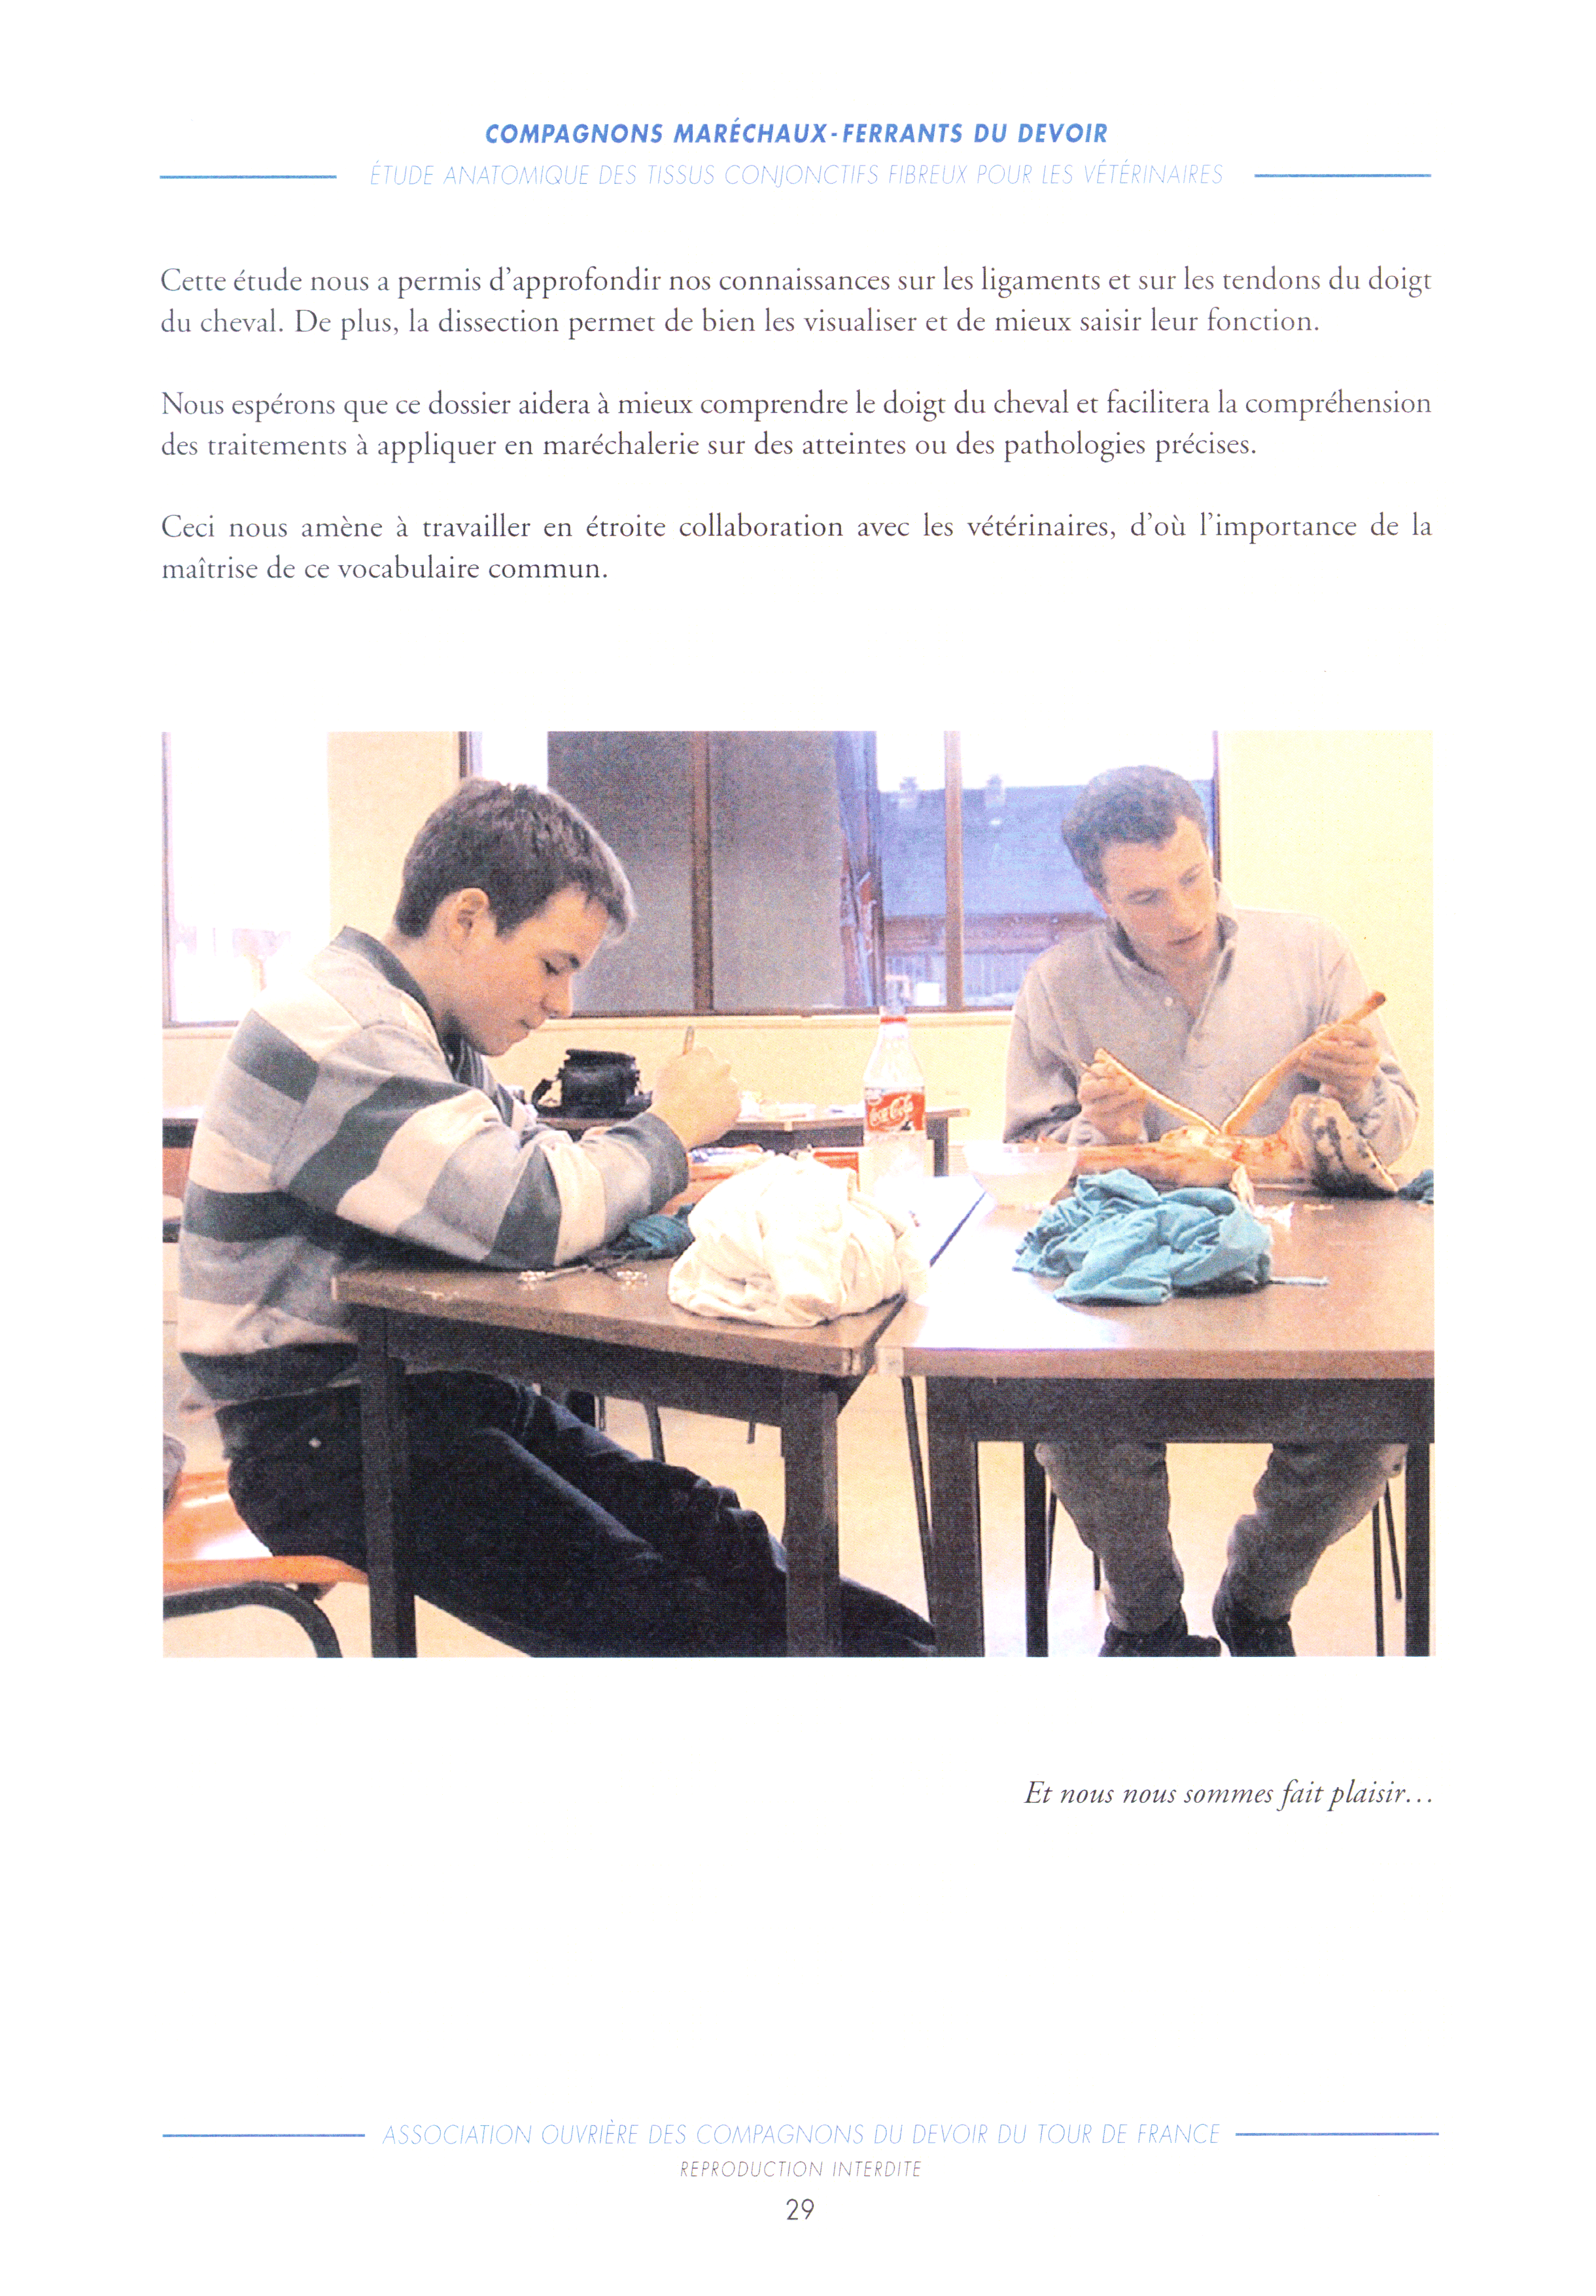 COMPAGNONS MARÉCHAUX-FERRANTS DU DEVOIR
ÉTUDE ANATOMIQUE DES TISSUS CONJONCTIFS FIBREUX POUR LES VÉTÉRINAIRES
Cette étude nous a permis d'approfondir nos connaissances sur les ligaments et sur les tendons du doigt
du cheval. De plus, la dissection permet de bien les visualiser et de mieux saisir leur fonction.
Nous espérons que ce dossier aidera à mieux comprendre le doigt du cheval et facilitera la compréhension
des traitements à appliquer en maréchalerie sur des atteintes ou des pathologies précises.
Ceci nous amène à travailler en étroite collaboration avec les vétérinaires, d'où l'importance de la
maîtrise de ce vocabulaire commun.
Coca-Cola
Et nous nous sommes fait plaisir...
ASSOCIATION OUVRIÈRE DES COMPAGNONS DU DEVOIR DU TOUR DE FRANCE
REPRODUCTION INTERDITE
29